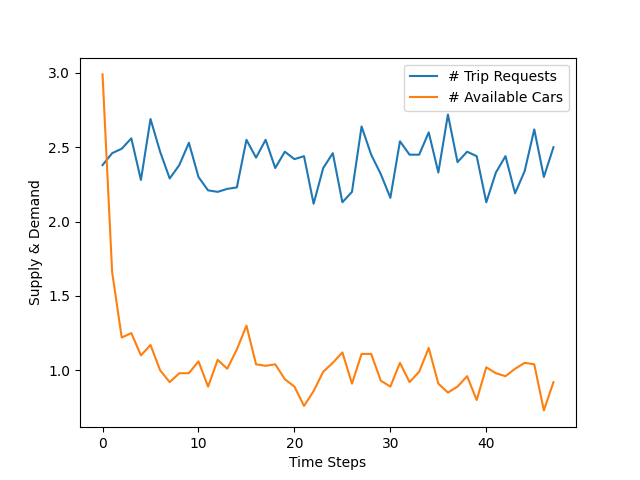 # Trip Requests
# Available Cars
Supply & Demand
3.0
2.5
2.0
1.5
1.0
0 10 20 30 40
Time Steps